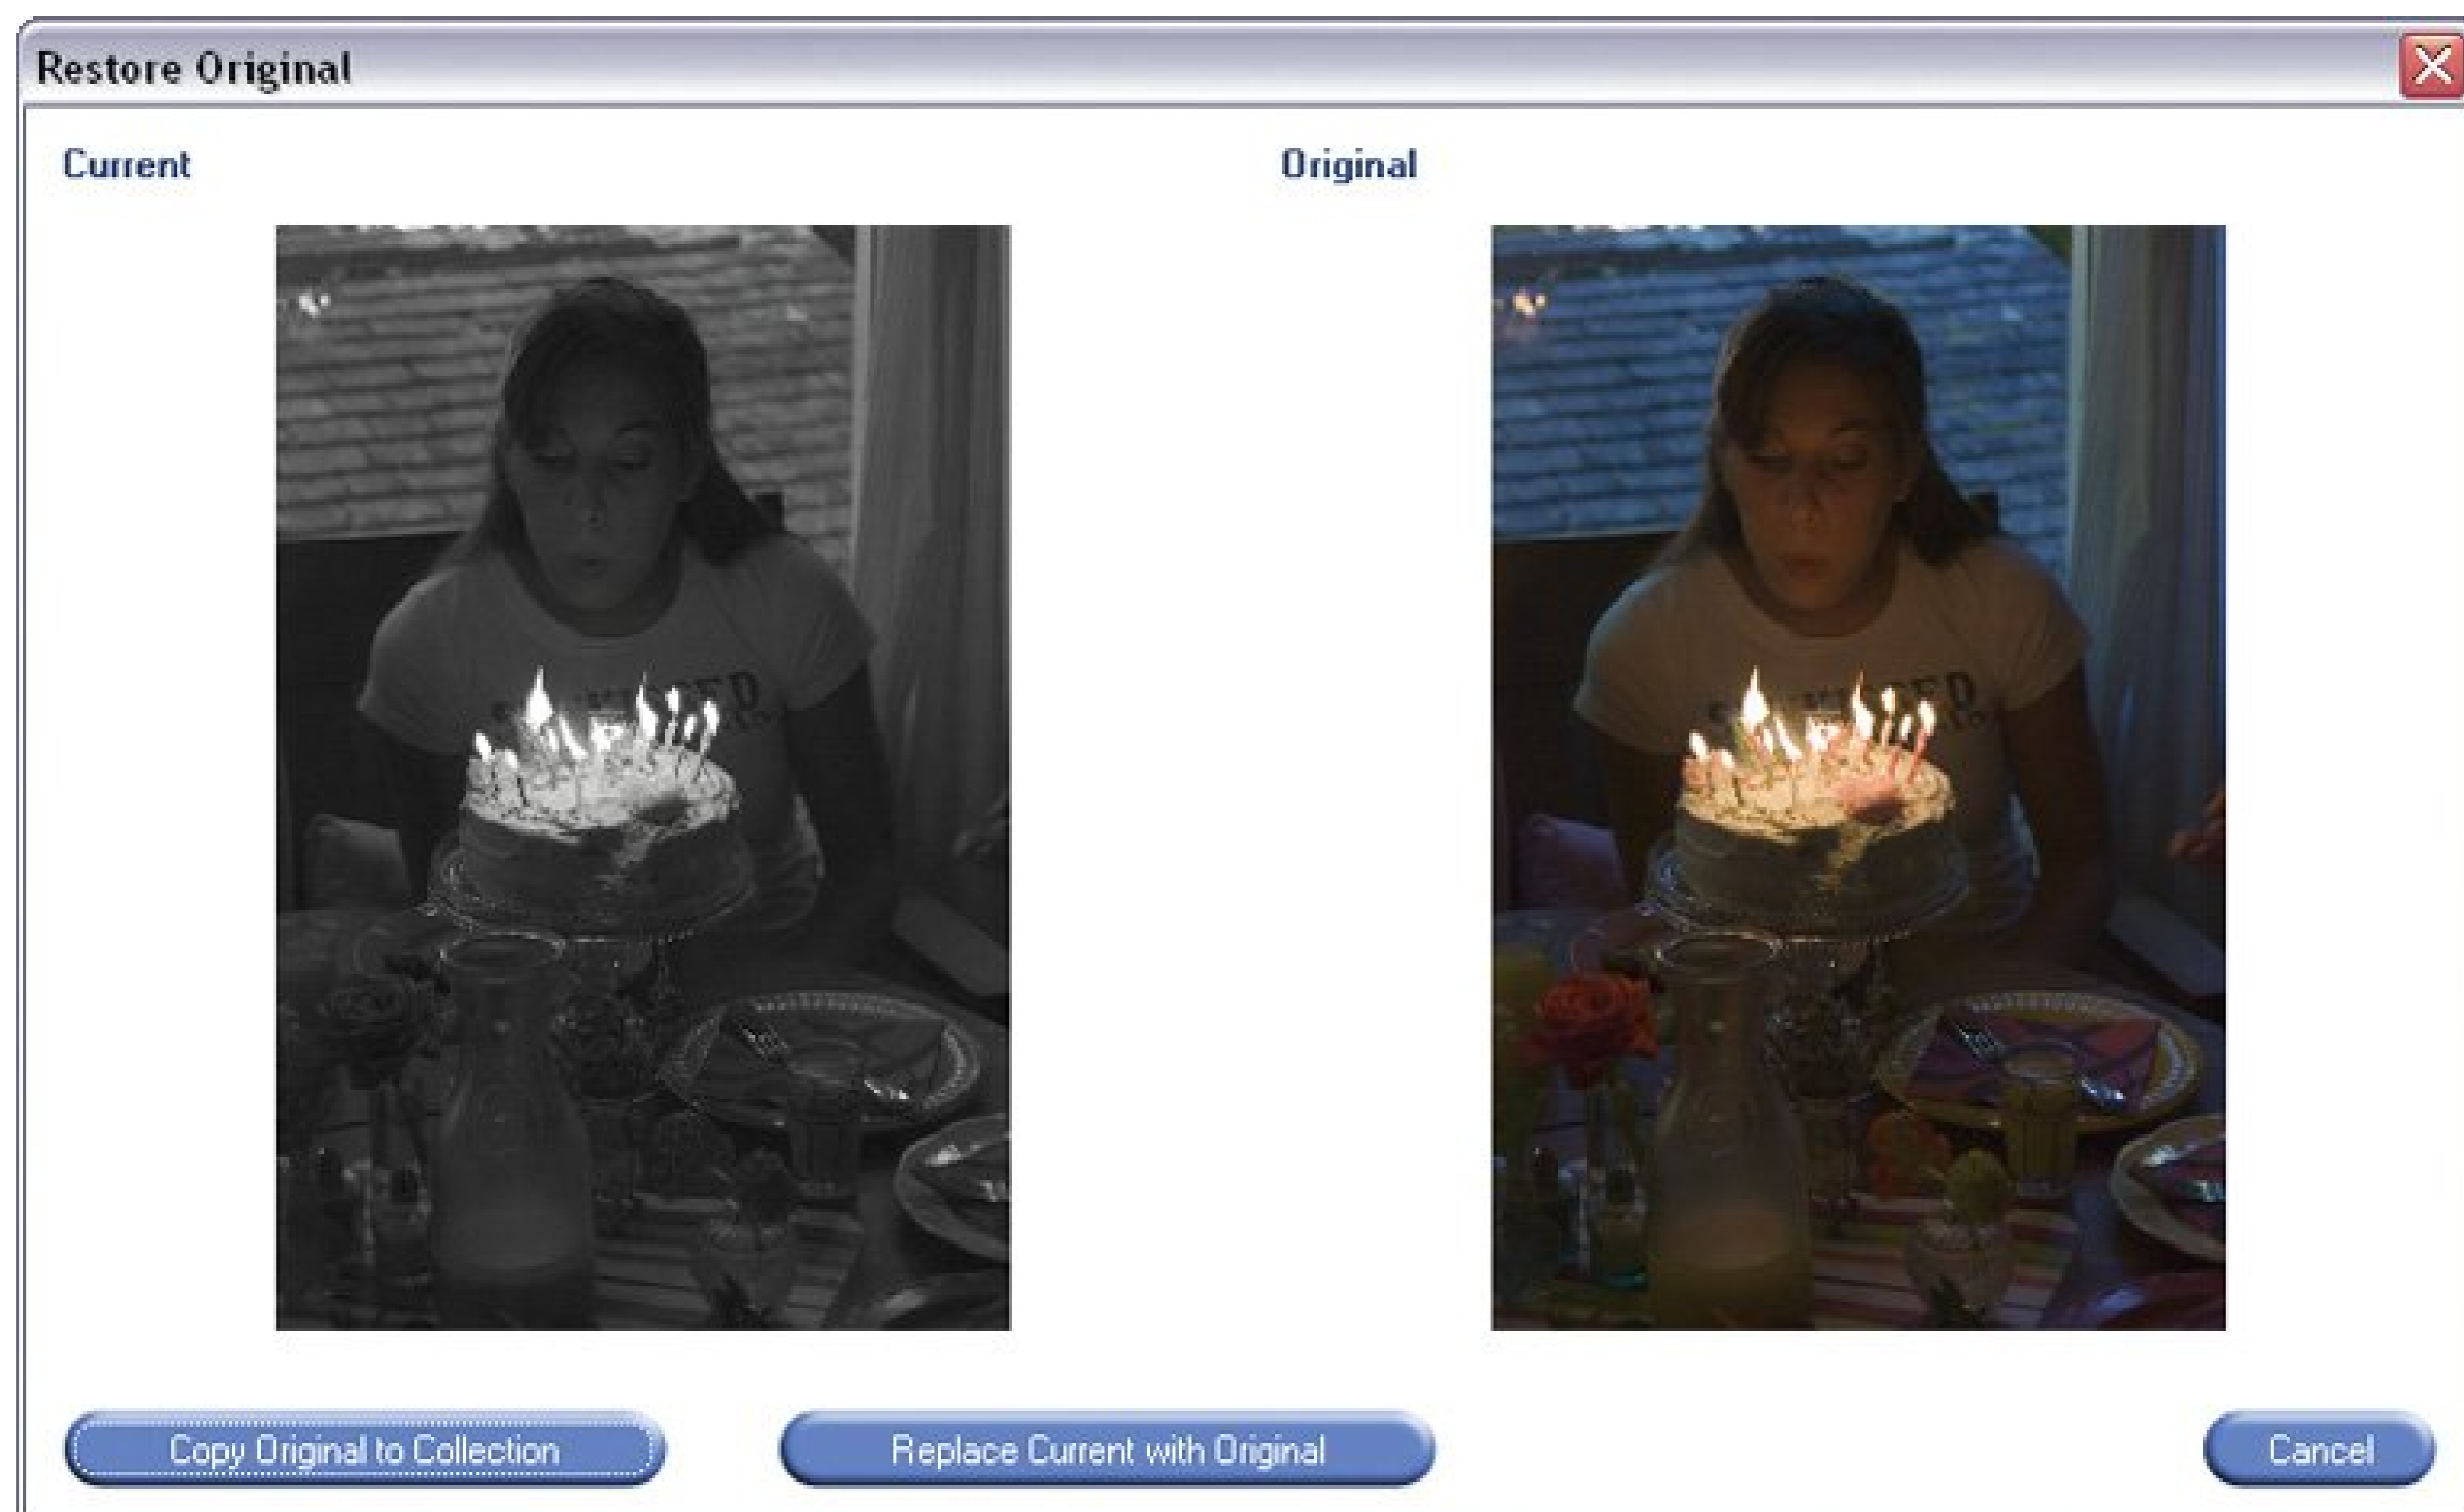 Restore Original
Current
Original
Copy Original to Collection
Replace Current with Original
Cancel